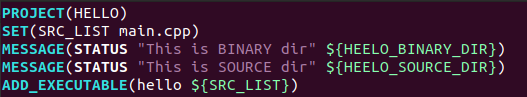 PROJECT(HELLO)
SET(SRC_LIST main.cpp)
MESSAGE(STATUS "This is BINARY dir" ${HEELO_BINARY_DIR})
MESSAGE(STATUS "This is SOURCE dir" ${HEELO_SOURCE_DIR})
ADD_EXECUTABLE(hello ${SRC_LIST})